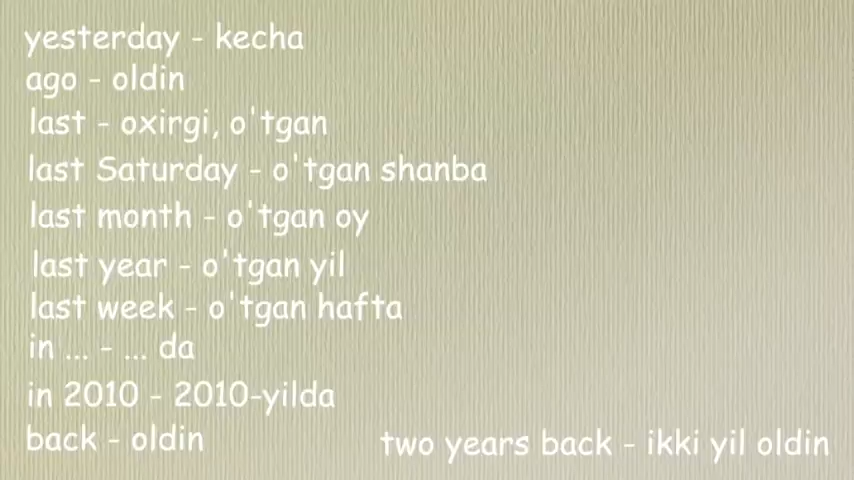 yesterday - kecha
ago - oldin
last - oxirgi, o'tgan
last Saturday - o'tgan shanba
last month - o'tgan oy
last year - o'tgan yil
last week - o'tgan hafta
in ... - ... da
in 2010 - 2010-yilda
back - oldin
two years back - ikki yil oldin